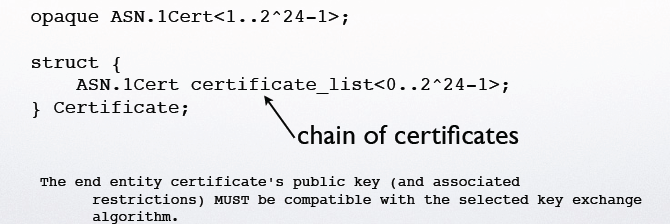 opaque ASN.1Cert<1..2^24-1>;
struct {
ASN.1Cert certificate_list<0..2^24-1>;
} Certificate;
chain of certificates
The end entity certificate's public key (and associated
restrictions) MUST be compatible with the selected key exchange
algorithm.